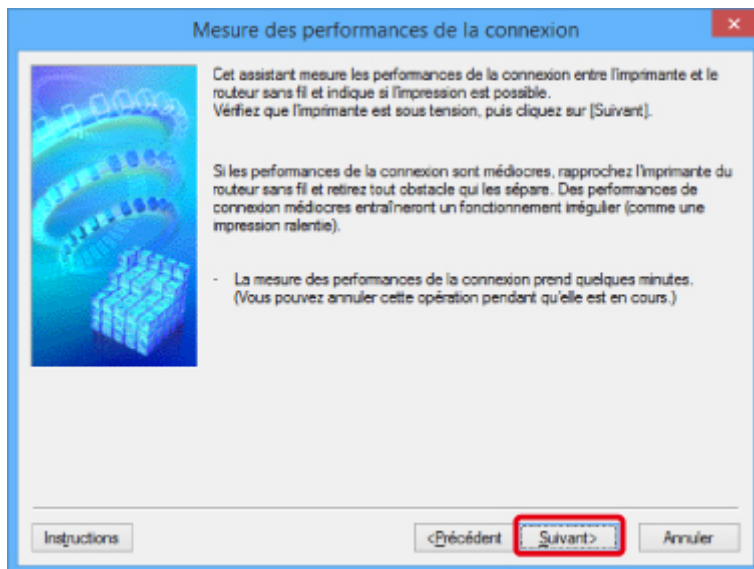 Mesure des performances de la connexion
Cet assistant mesure les performances de la connexion entre l'imprimante et le
routeur sans fil et indique si l'impression est possible.
Vérifiez que l'imprimante est sous tension, puis cliquez sur [Suivant].
Si les performances de la connexion sont médiocres, rapprochez l'imprimante du
routeur sans fil et retirez tout obstacle qui les sépare. Des performances de
connexion médiocres entraîneront un fonctionnement irrégulier (comme une
impression ralentie).
- La mesure des performances de la connexion prend quelques minutes.
(Vous pouvez annuler cette opération pendant qu'elle est en cours.)
Instructions
<Précédent
Suivant>
Annuler